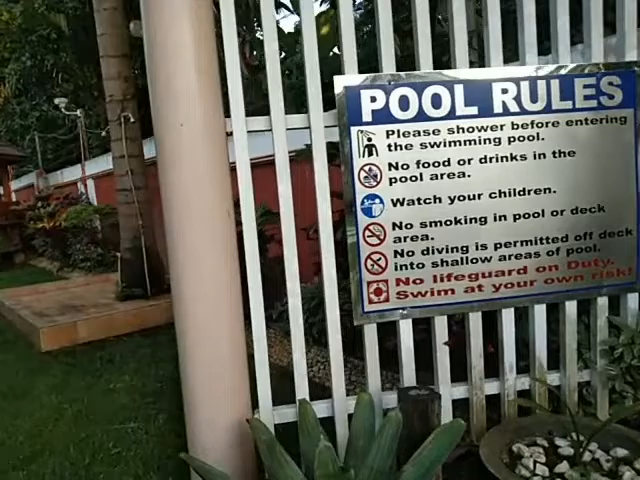 POOL RULES
Please shower before entering
the swimming pool.
No food or drinks in the
pool area.
Watch your children.
No smoking in pool or deck
area.
No diving is permitted off deck
into shallow areas of pool.
No lifeguard on Duty.
Swim at your own risk!